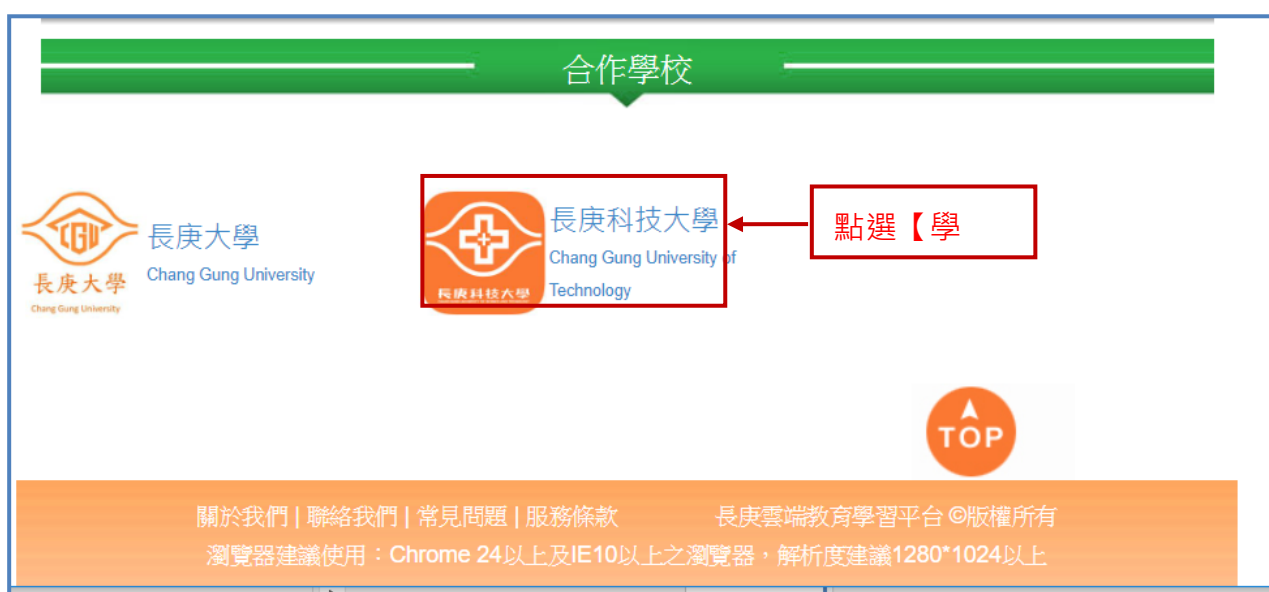 合作學校
CGU
長庚大學
Chang Gung University
長庚大學
Chang Gung University
長庚科技大學
長庚科技大學
Chang Gung University of
Technology
點選【學
TOP
關於我們 | 聯絡我們 | 常見問題 | 服務條款
長庚雲端教育學習平台 ©版權所有
瀏覽器建議使用：Chrome 24以上及IE10以上之瀏覽器，解析度建議1280*1024以上